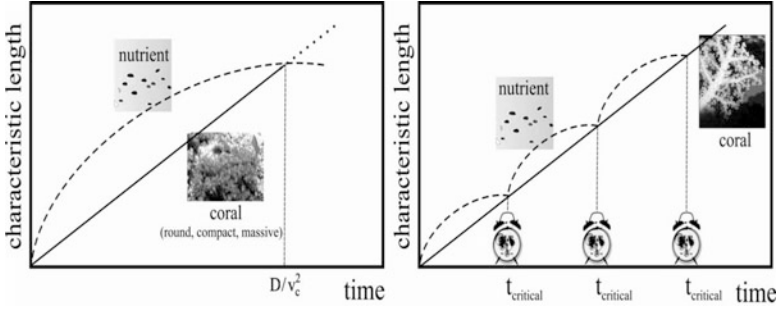 characteristic length
nutrient
coral
(round, compact, massive)
D/v_c^2
time
characteristic length
nutrient
coral
t_critical
t_critical
t_critical
time